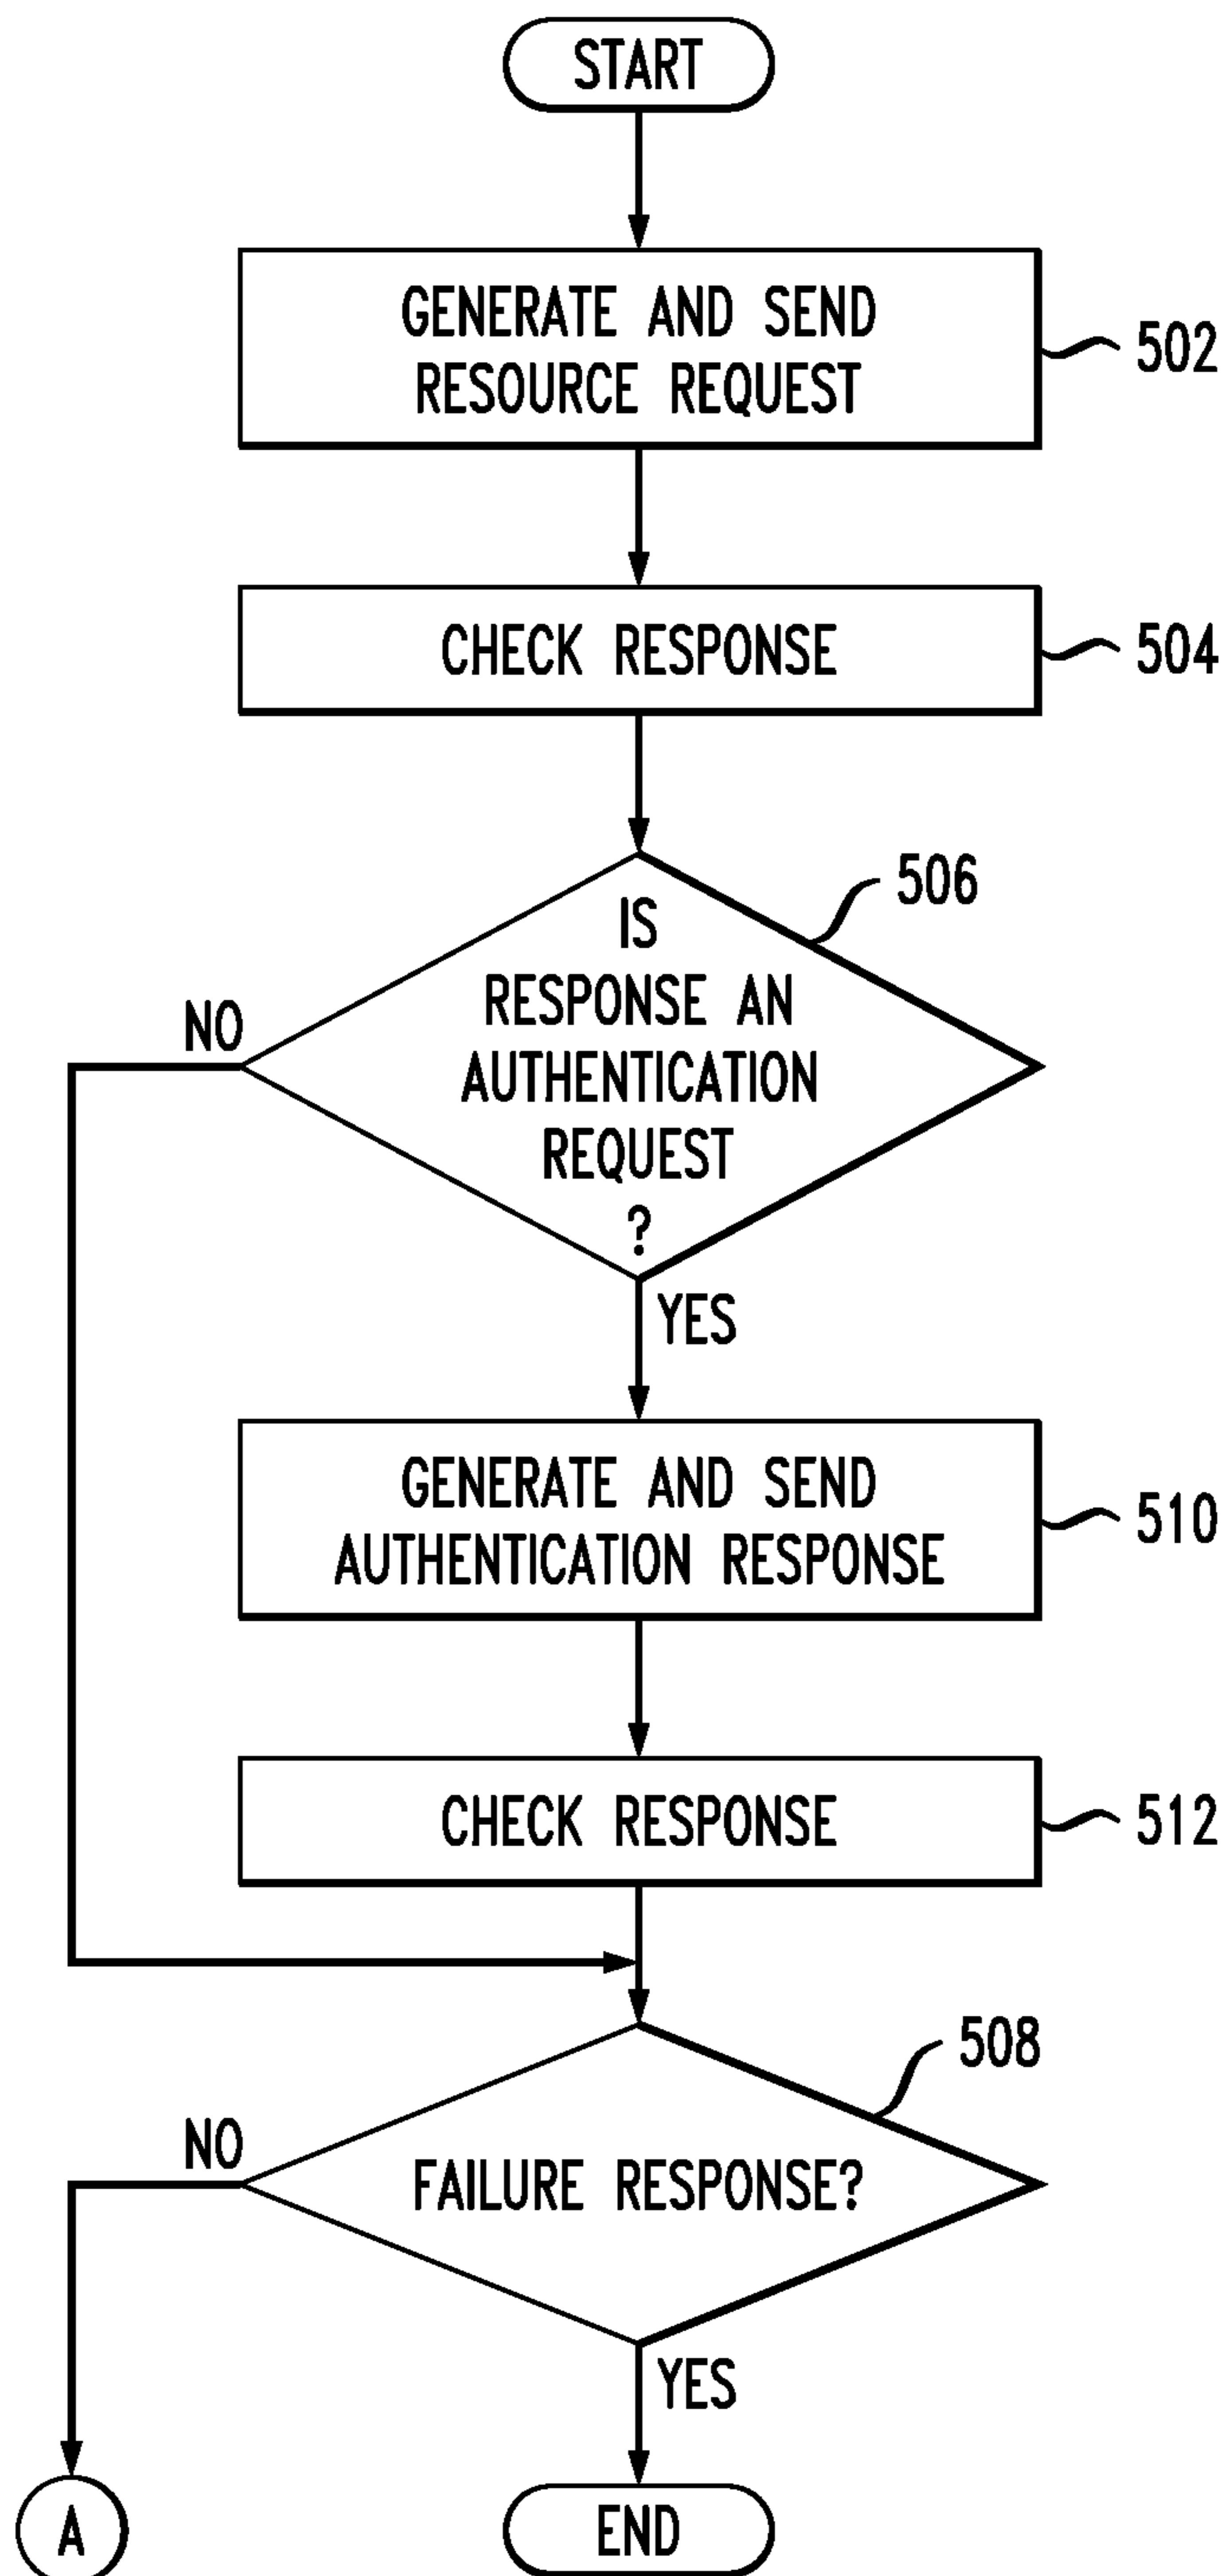 START
GENERATE AND SEND
RESOURCE REQUEST
502
CHECK RESPONSE
504
506
IS
RESPONSE AN
AUTHENTICATION
REQUEST
?
NO
YES
GENERATE AND SEND
AUTHENTICATION RESPONSE
510
CHECK RESPONSE
512
508
FAILURE RESPONSE?
NO
YES
A
END